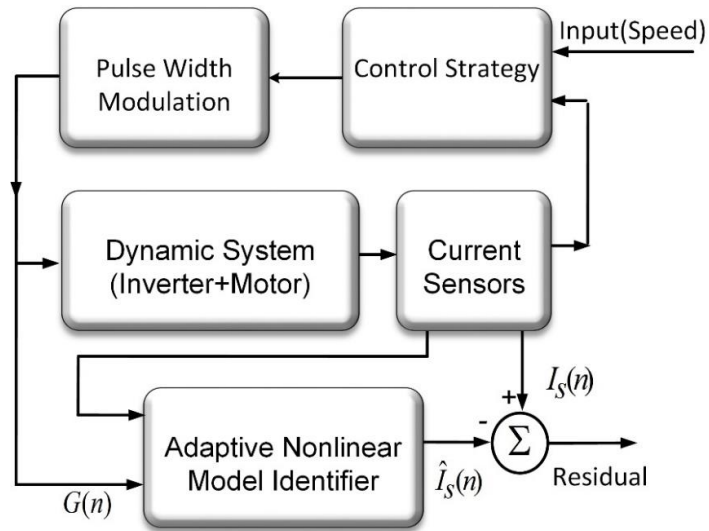 Input(Speed)
Pulse Width
Modulation
Control Strategy
Dynamic System
(Inverter+Motor)
Current
Sensors
I_s(n)
+
-
Σ
Adaptive Nonlinear
Model Identifier
Î_s(n)
Residual
G(n)